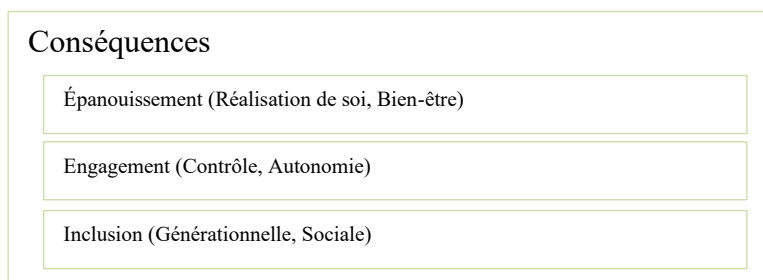 Conséquences
Épanouissement (Réalisation de soi, Bien-être)
Engagement (Contrôle, Autonomie)
Inclusion (Générationnelle, Sociale)